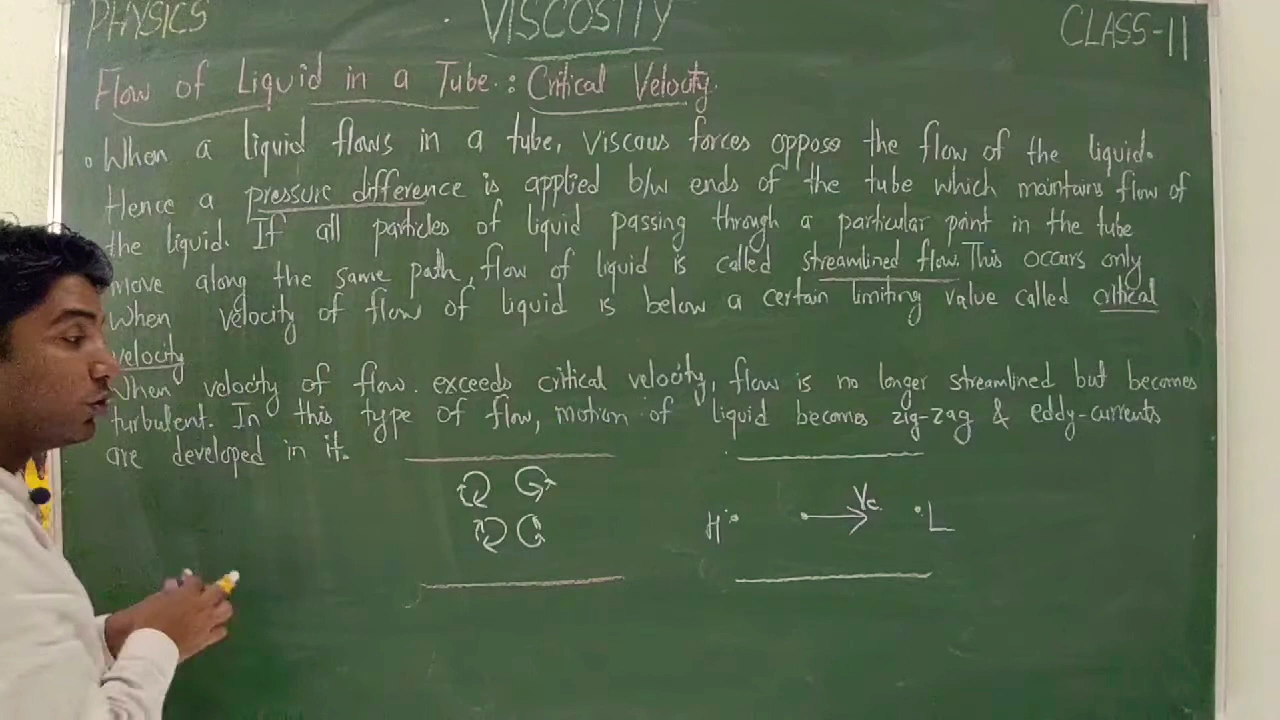 PHYSICS VISCOSITY CLASS-11
Flow of Liquid in a Tube : Critical Velocity.
When a liquid flows in a tube, viscous forces oppose the flow of the liquid.
Hence a pressure difference is applied b/w ends of the tube which maintains flow of
the liquid. If all particles of liquid passing through a particular point in the tube
move along the same path, flow of liquid is called streamlined flow. This occurs only
When velocity of flow of liquid is below a certain limiting value called critical
velocity
When velocity of flow exceeds critical velocity, flow is no longer streamlined but becomes
turbulent. In this type of flow, motion of liquid becomes zig-zag & eddy-currents
are developed in it.
H Vc L